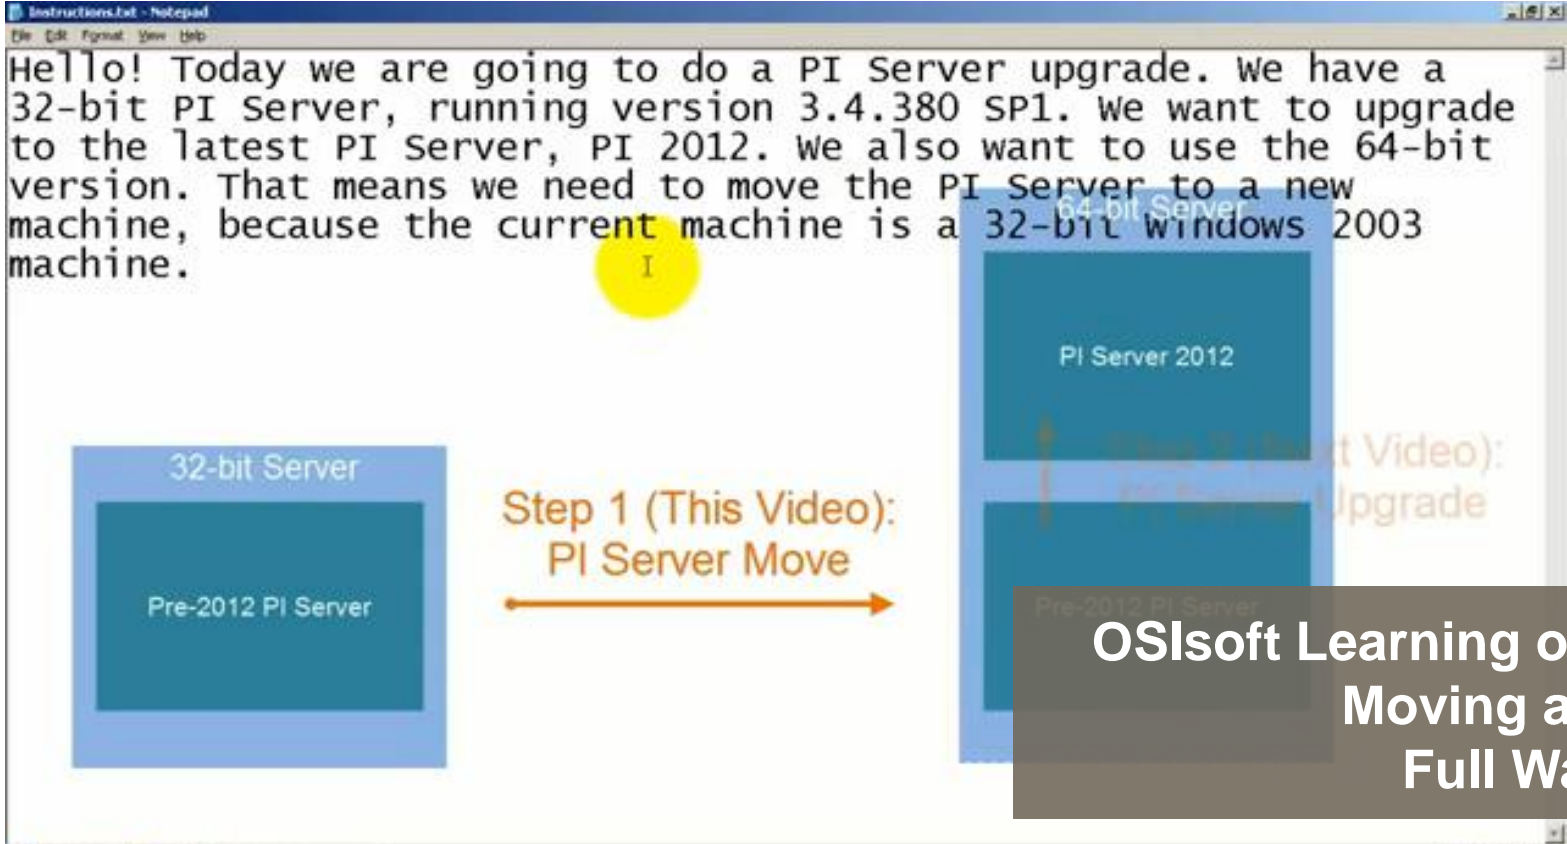 Instructions.txt - Notepad
File Edit Format View Help
Hello! Today we are going to do a PI Server upgrade. We have a
32-bit PI Server, running version 3.4.380 SP1. We want to upgrade
to the latest PI Server, PI 2012. We also want to use the 64-bit
version. That means we need to move the PI Server to a new
machine, because the current machine is a 32-bit Windows 2003
machine.
64-bit Server
PI Server 2012
32-bit Server
Pre-2012 PI Server
Step 1 (This Video):
PI Server Move
Step 2 (Next Video):
PI Server Upgrade
Pre-2012 PI Server
OSIsoft Learning o
Moving a
Full Wa